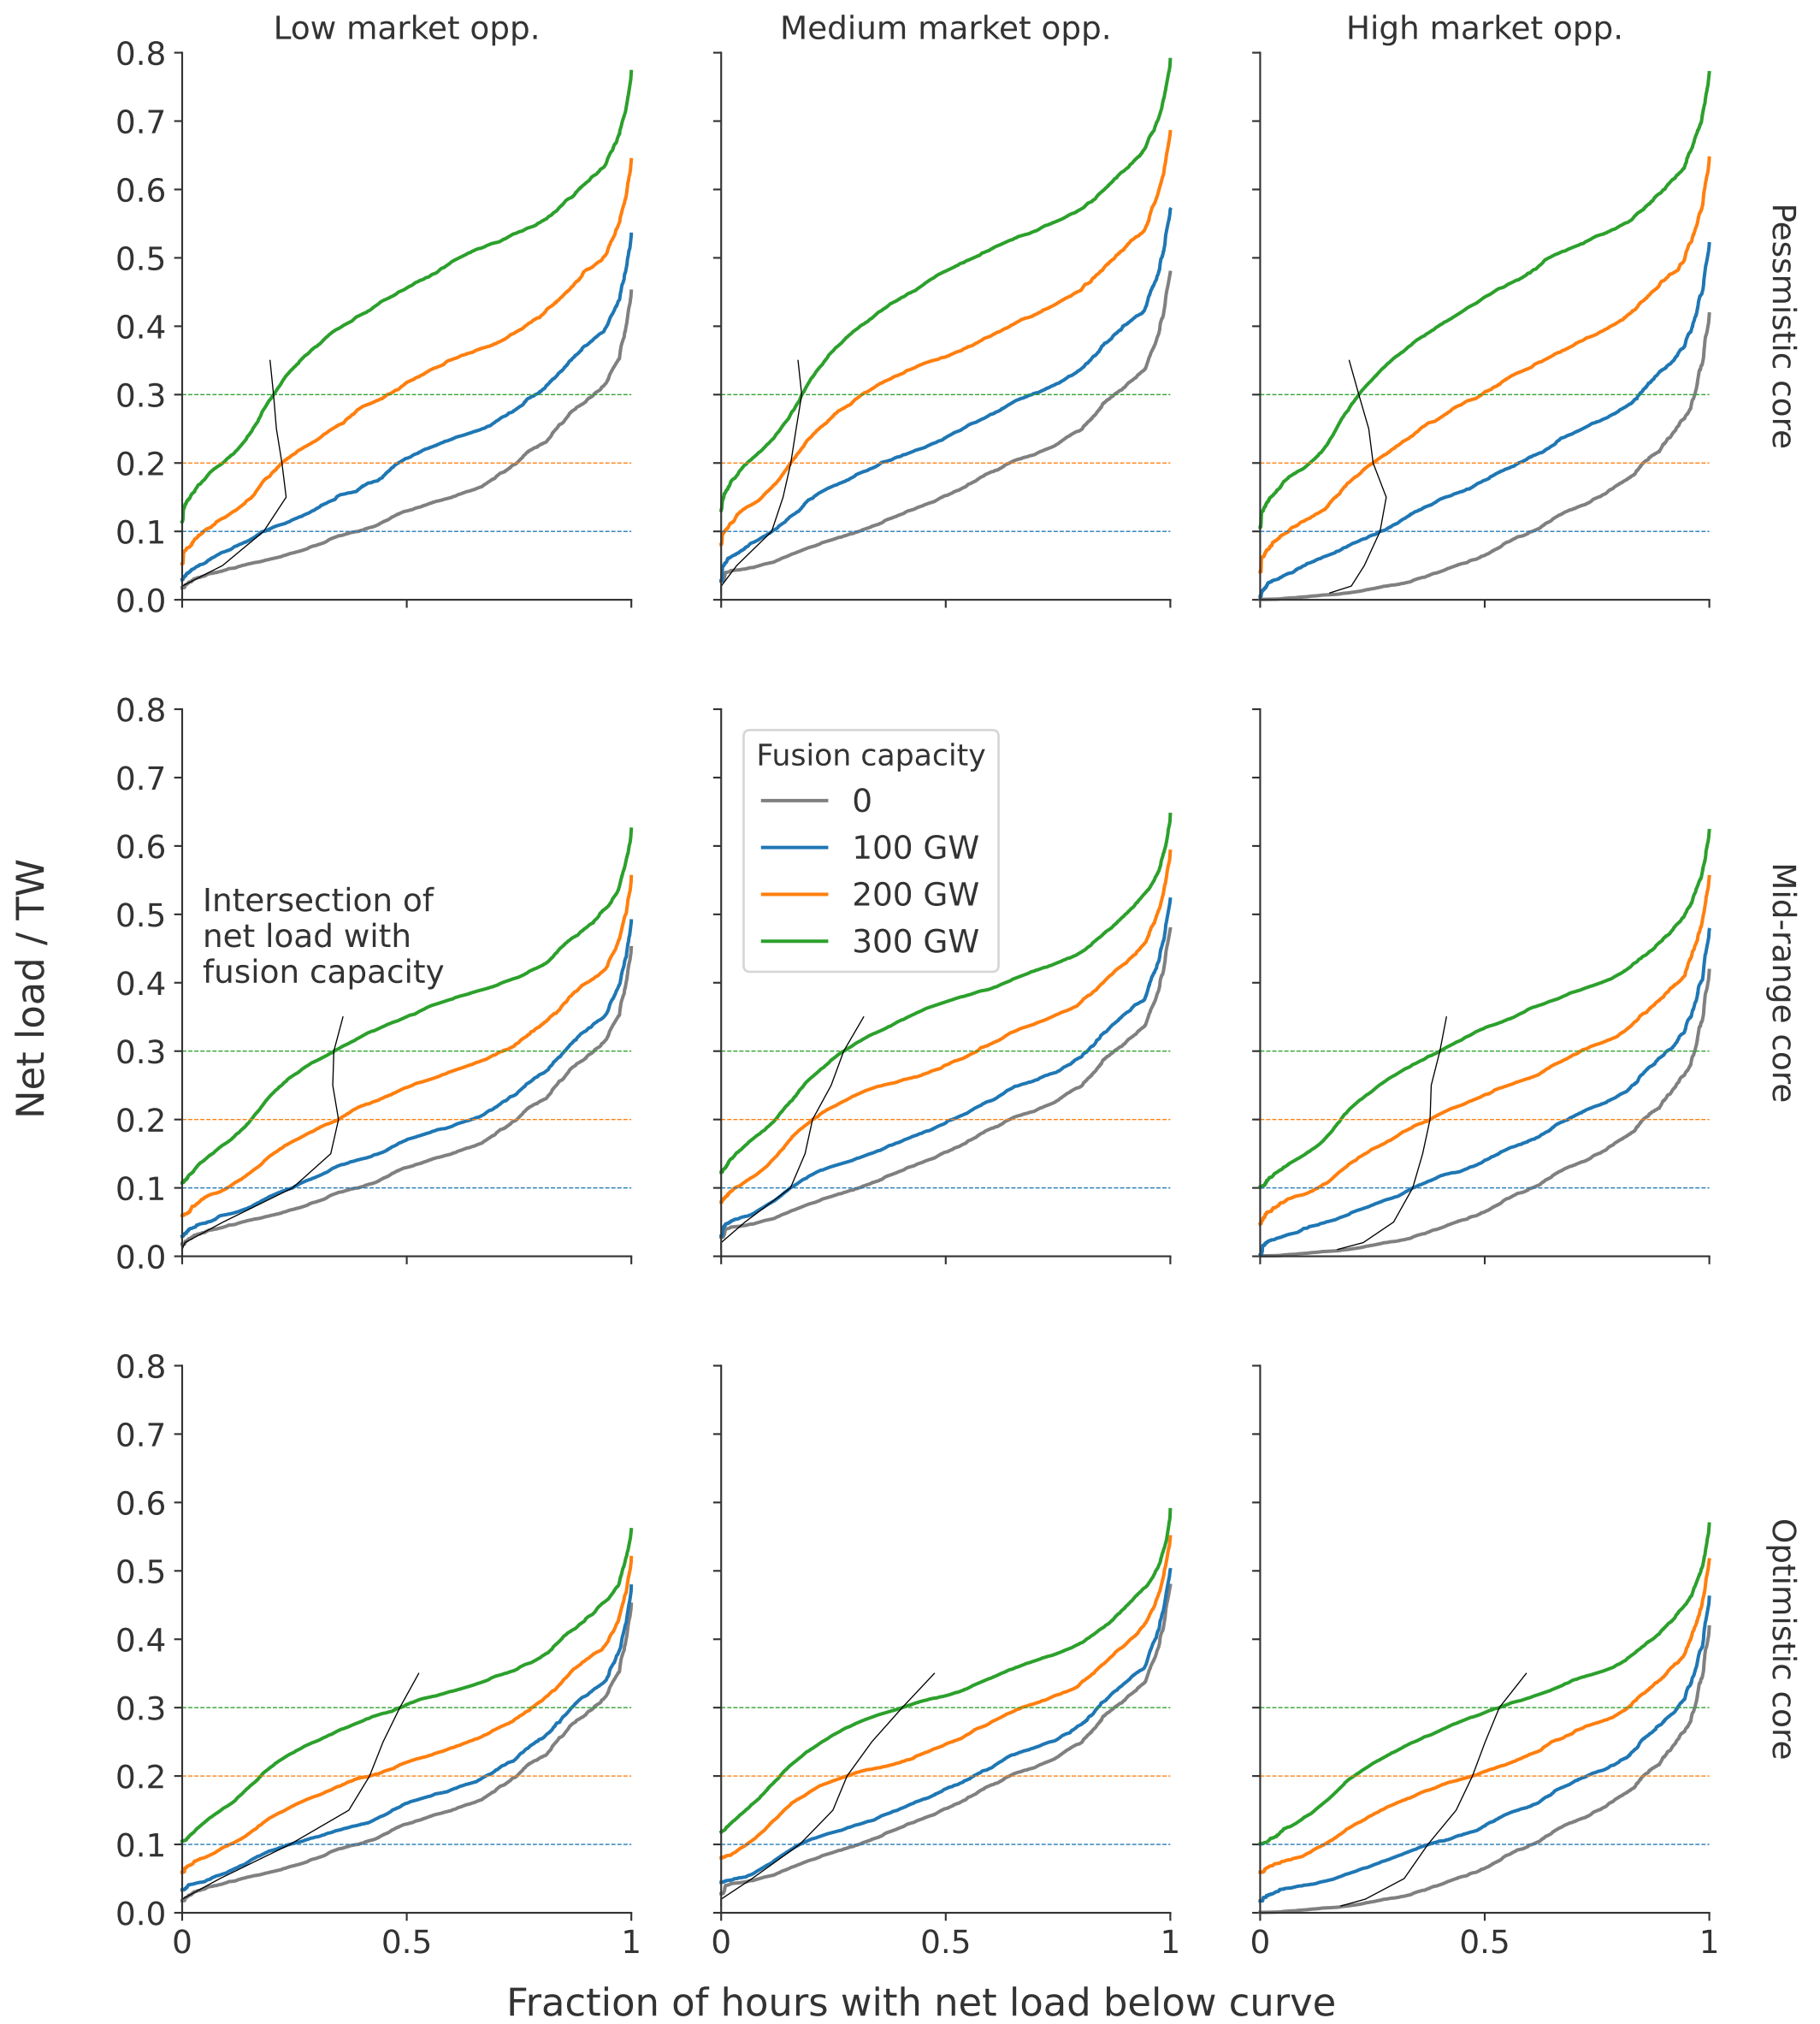 Low market opp.
Medium market opp.
High market opp.
0.8
0.7
0.6
0.5
0.4
0.3
0.2
0.1
0.0
Pessmistic core
0.8
0.7
0.6
0.5
0.4
0.3
0.2
0.1
0.0
Intersection of
net load with
fusion capacity
Fusion capacity
0
100 GW
200 GW
300 GW
Mid-range core
Net load / TW
0.8
0.7
0.6
0.5
0.4
0.3
0.2
0.1
0.0
Optimistic core
0 0.5 1
0 0.5 1
0 0.5 1
Fraction of hours with net load below curve